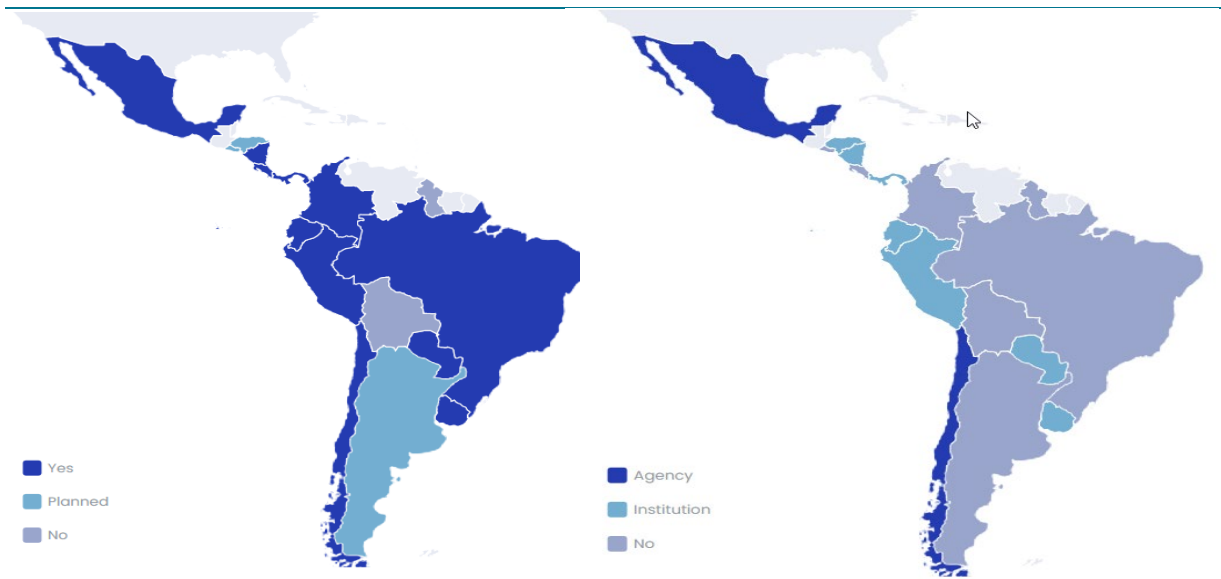 Yes
Planned
No
Agency
Institution
No